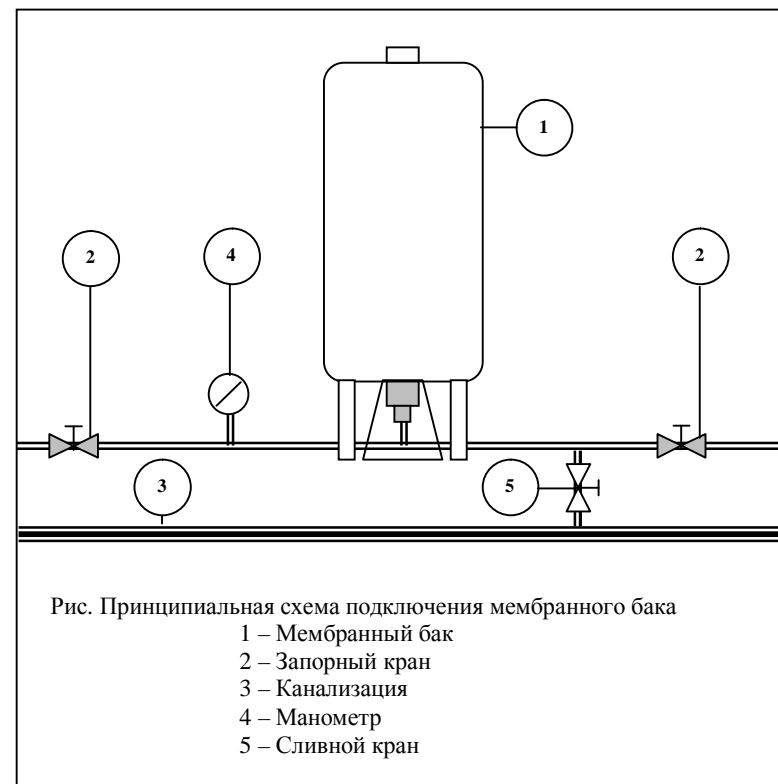 1
2
4
2
3
5
Рис. Принципиальная схема подключения мембранного бака
1 – Мембранный бак
2 – Запорный кран
3 – Канализация
4 – Манометр
5 – Сливной кран